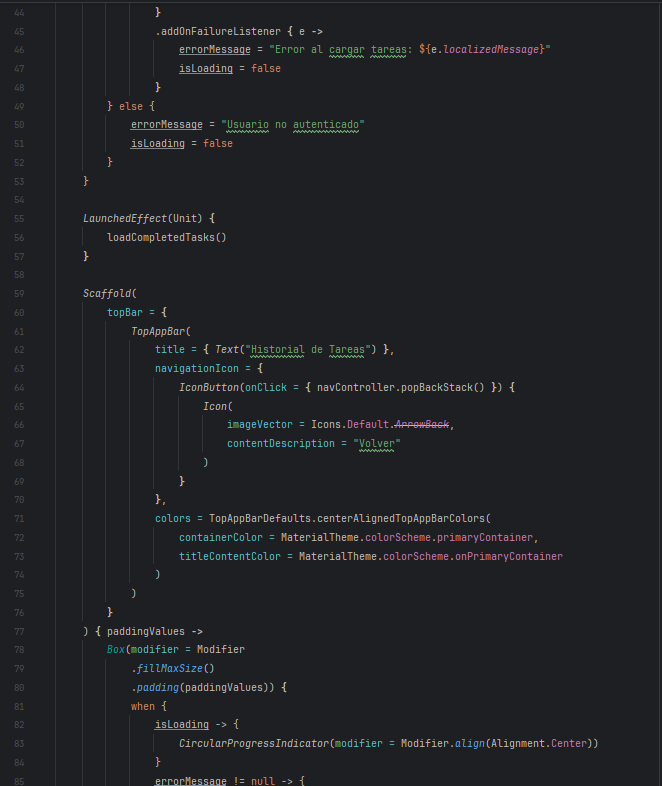 44                     }
45                     .addOnFailureListener { e ->
46                         errorMessage = "Error al cargar tareas: ${e.localizedMessage}"
47                         isLoading = false
48                     }
49             } else {
50                 errorMessage = "Usuario no autenticado"
51                 isLoading = false
52             }
53         }
54
55         LaunchedEffect(Unit) {
56             loadCompletedTasks()
57         }
58
59         Scaffold(
60             topBar = {
61                 TopAppBar(
62                     title = { Text("Historial de Tareas") },
63                     navigationIcon = {
64                         IconButton(onClick = { navController.popBackStack() }) {
65                             Icon(
66                                 imageVector = Icons.Default.ArrowBack,
67                                 contentDescription = "Volver"
68                             )
69                         }
70                     },
71                     colors = TopAppBarDefaults.centerAlignedTopAppBarColors(
72                         containerColor = MaterialTheme.colorScheme.primaryContainer,
73                         titleContentColor = MaterialTheme.colorScheme.onPrimaryContainer
74                     )
75                 )
76             }
77         ) { paddingValues ->
78             Box(modifier = Modifier
79                 .fillMaxSize()
80                 .padding(paddingValues)) {
81                 when {
82                     isLoading -> {
83                         CircularProgressIndicator(modifier = Modifier.align(Alignment.Center))
84                     }
85                     errorMessage != null -> {